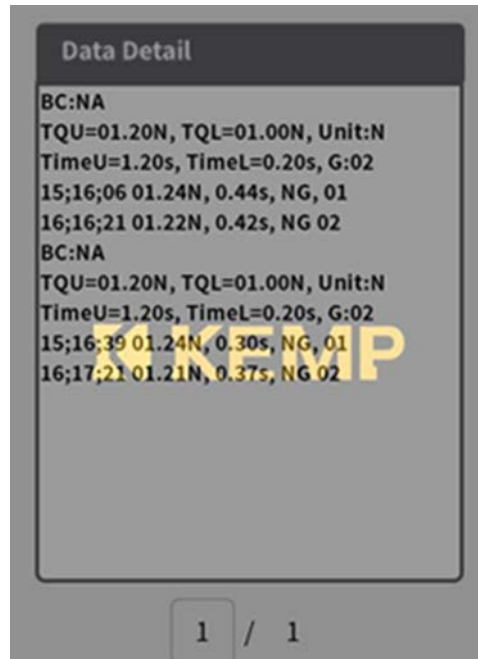 Data Detail
BC:NA
TQU=01.20N, TQL=01.00N, Unit:N
TimeU=1.20s, TimeL=0.20s, G:02
15;16;06 01.24N, 0.44s, NG, 01
16;16;21 01.22N, 0.42s, NG 02
BC:NA
TQU=01.20N, TQL=01.00N, Unit:N
TimeU=1.20s, TimeL=0.20s, G:02
15;16;39 01.24N, 0.30s, NG, 01
16;17;21 01.21N, 0.37s, NG 02
KEMP
1 / 1